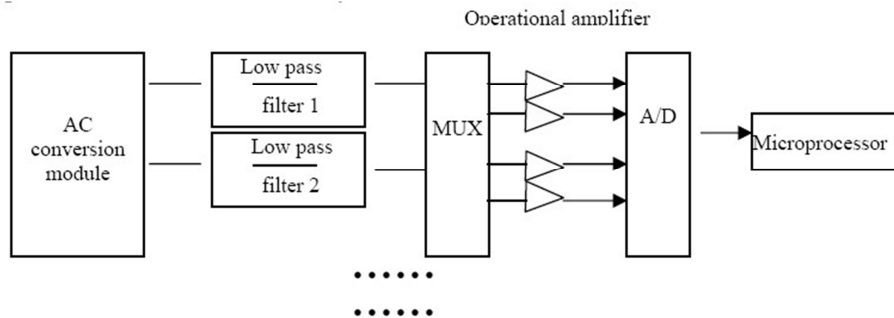 Operational amplifier
AC
conversion
module
Low pass
filter 1
Low pass
filter 2
MUX
A/D
Microprocessor